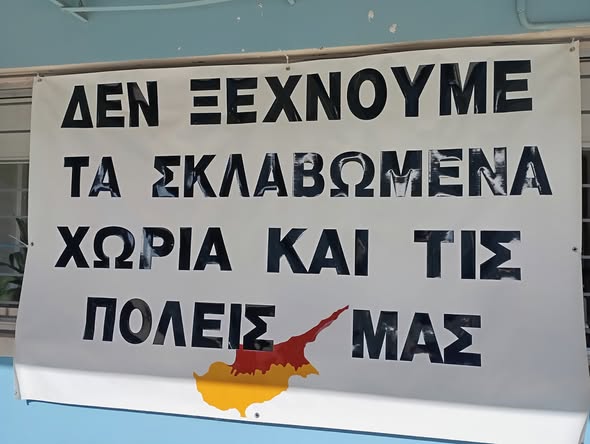 ΔΕΝ ΞΕΧΝΟΥΜΕ
ΤΑ ΣΚΛΑΒΩΜΕΝΑ
ΧΩΡΙΑ ΚΑΙ ΤΙΣ
ΠΟΛΕΙΣ ΜΑΣ